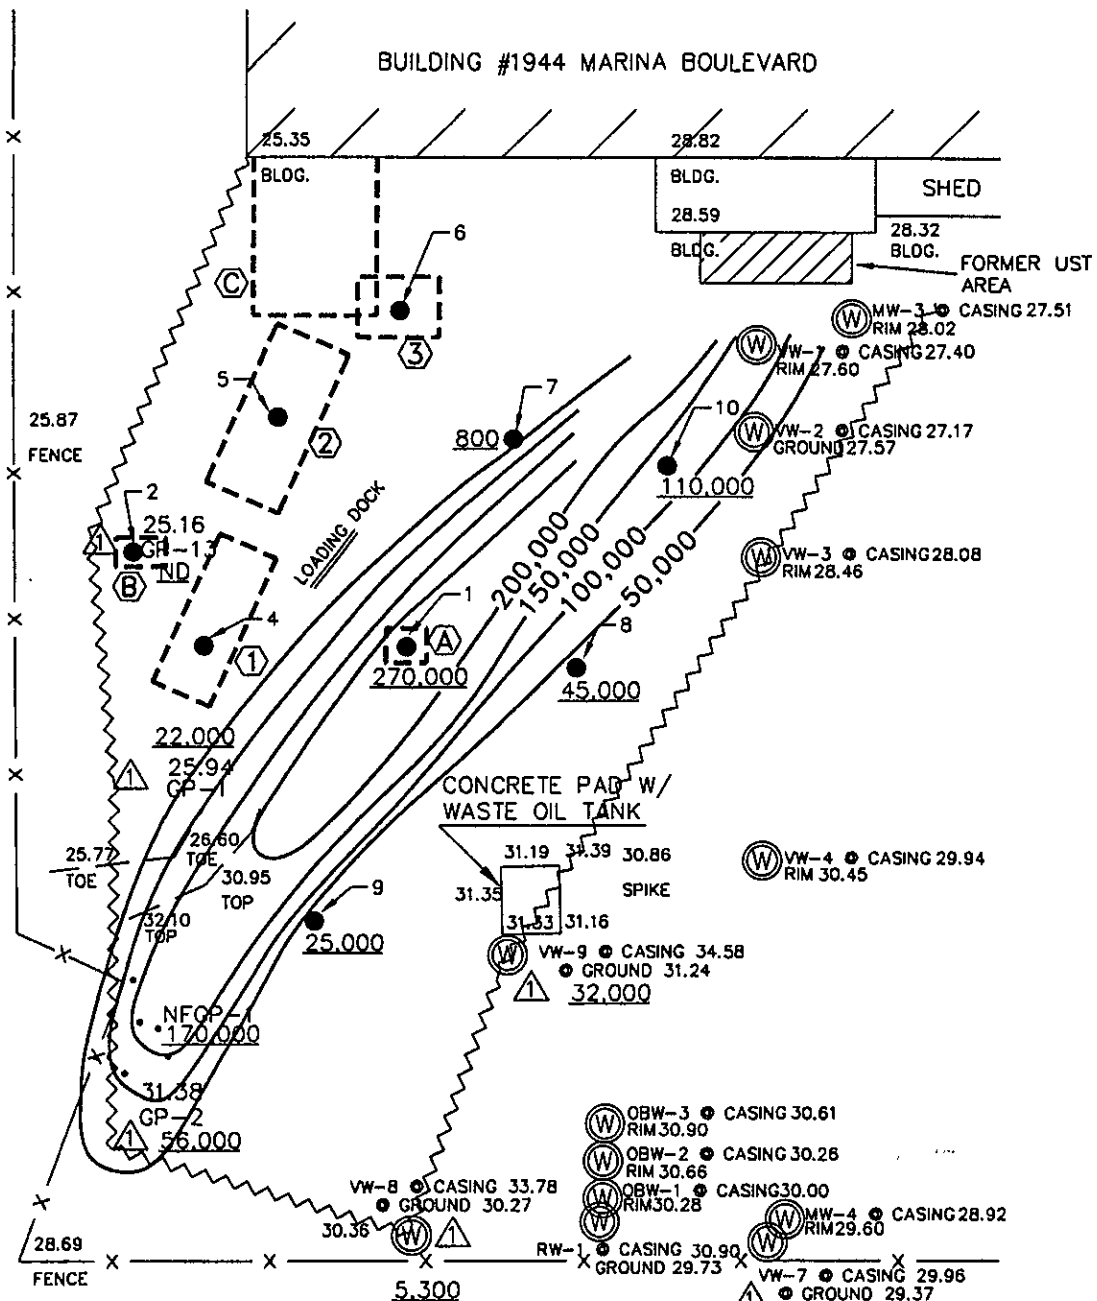 BUILDING #1944 MARINA BOULEVARD
25.35
BLDG.
28.82
BLDG.
28.59
BLDG.
SHED
28.32
BLDG.
FORMER UST
AREA
6
C
3
MW-3 CASING 27.51
RIM 28.02
VW-1 CASING 27.40
RIM 27.60
W
W
5
2
7
800
10
110,000
W
VW-2 CASING 27.17
GROUND 27.57
25.87
FENCE
2
1
25.16
GP-13
ND
B
LOADING DOCK
200,000
150,000
100,000
50,000
W
VW-3 CASING 28.08
RIM 28.46
4
1
1
A
270,000
8
45,000
22,000
25.94
GP-1
1
CONCRETE PAD W/
WASTE OIL TANK
25.77
TOE
26.60
TOE
30.95
TOP
32.10
TOP
31.19
31.39
30.86
31.35
SPIKE
31.33
31.16
W
VW-4 CASING 29.94
RIM 30.45
9
25,000
W
VW-9 CASING 34.58
GROUND 31.24
1
32,000
NFGP-1
170,000
31.38
GP-2
1
56,000
W
OBW-3 CASING 30.61
RIM 30.90
W
OBW-2 CASING 30.26
RIM 30.66
W
OBW-1 CASING 30.00
RIM 30.28
W
VW-8 CASING 33.78
GROUND 30.27
30.36
W
1
RW-1 CASING 30.90
GROUND 29.73
W
MW-4 CASING 28.92
RIM 29.60
W
28.69
FENCE
5,300
VW-7 CASING 29.96
1
GROUND 29.37